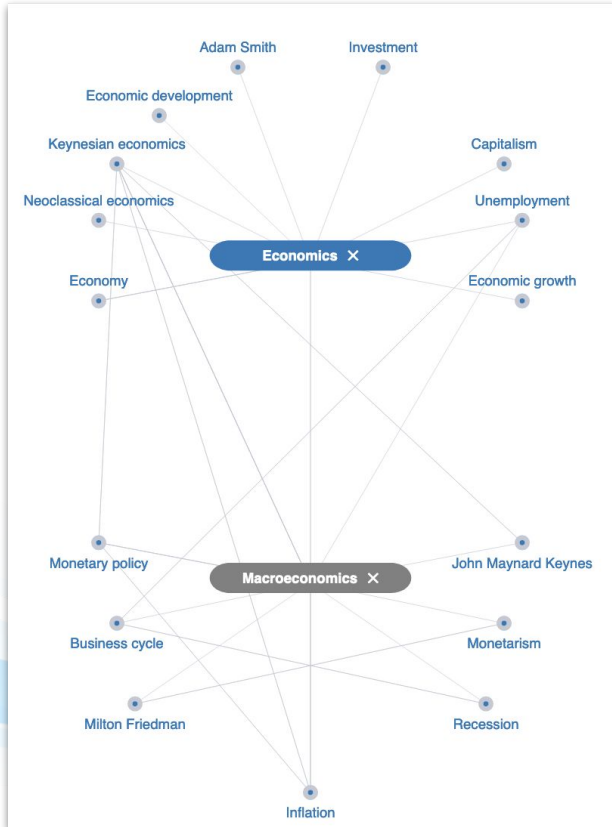 Adam Smith
Investment
Economic development
Keynesian economics
Capitalism
Neoclassical economics
Unemployment
Economics ×
Economy
Economic growth
Monetary policy
John Maynard Keynes
Macroeconomics ×
Business cycle
Monetarism
Milton Friedman
Recession
Inflation